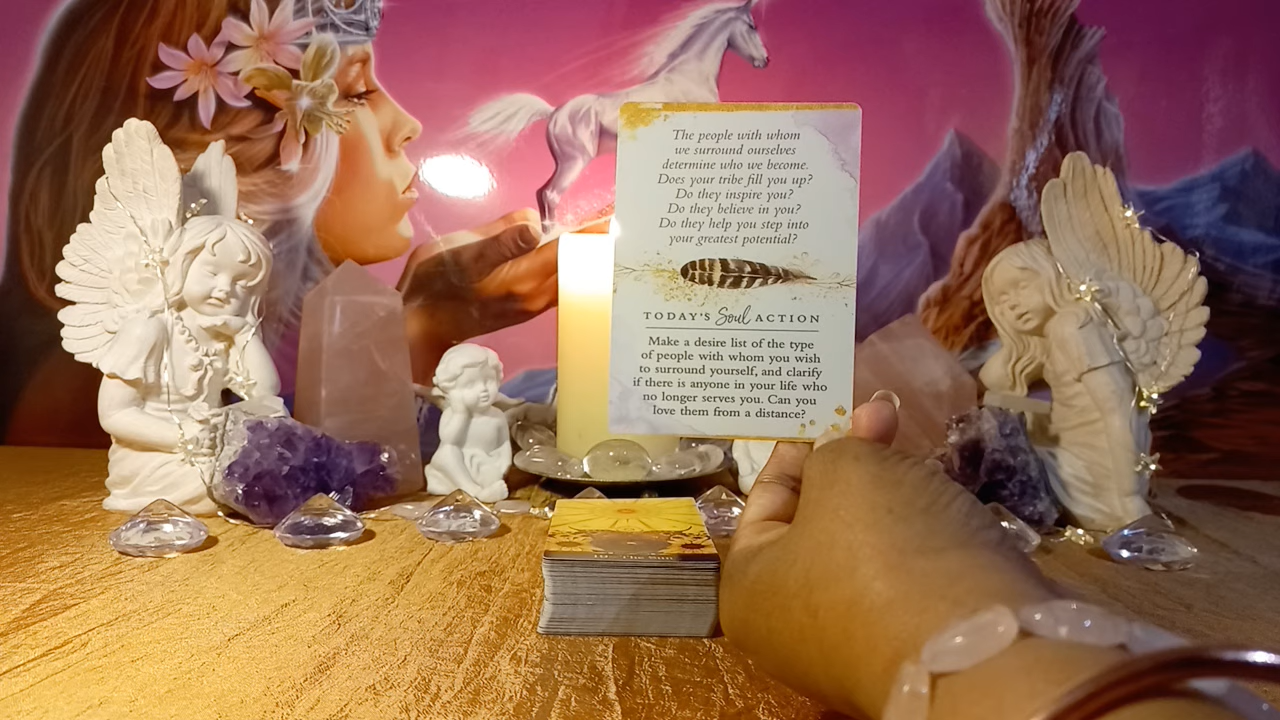 The people with whom
we surround ourselves
determine who we become.
Does your tribe fill you up?
Do they inspire you?
Do they believe in you?
Do they help you step into
your greatest potential?
TODAY'S Soul ACTION
Make a desire list of the type
of people with whom you wish
to surround yourself, and clarify
if there is anyone in your life who
no longer serves you. Can you
love them from a distance?